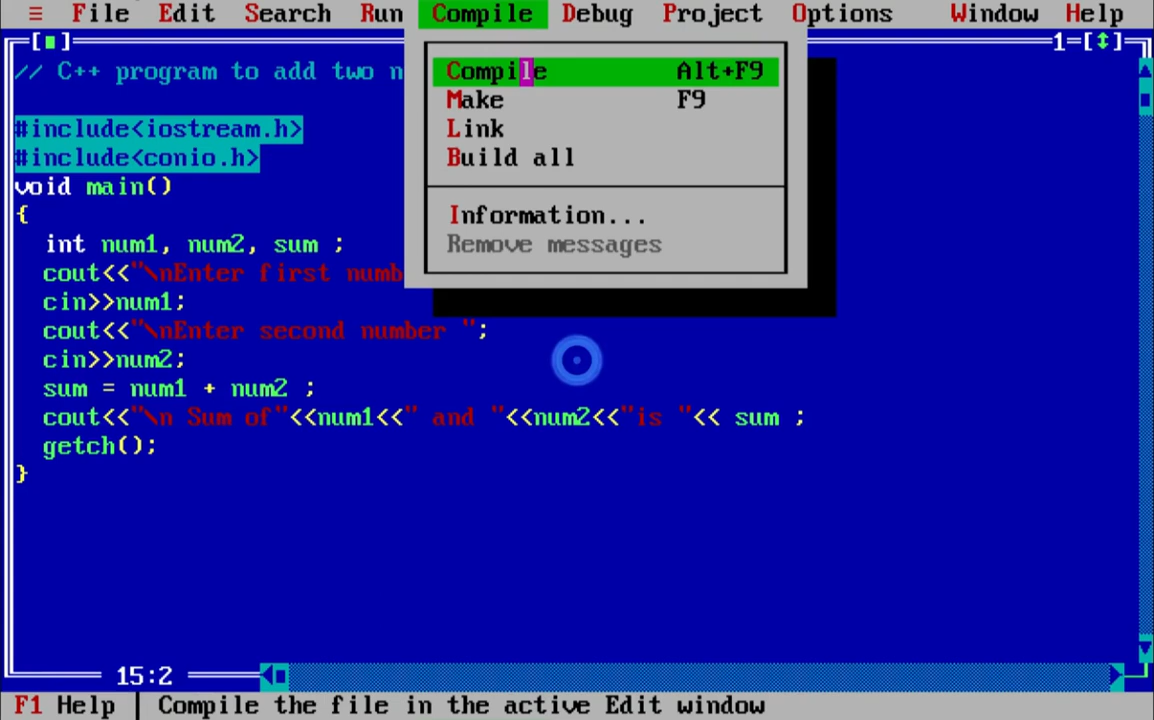 ≡ File Edit Search Run Compile Debug Project Options Window Help
[■] 1=[↕]
// C++ program to add two n
Compile Alt+F9
Make F9
Link
Build all
Information...
Remove messages
#include<iostream.h>
#include<conio.h>
void main()
{
int num1, num2, sum ;
cout<<"\nEnter first numb
cin>>num1;
cout<<"\nEnter second number ";
cin>>num2;
sum = num1 + num2 ;
cout<<"\n Sum of"<<num1<<" and "<<num2<<"is "<< sum ;
getch();
}
15:2
F1 Help | Compile the file in the active Edit window